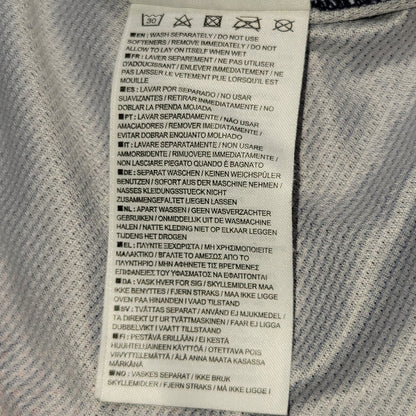 30
■EN: WASH SEPARATELY / DO NOT USE
SOFTENERS / REMOVE IMMEDIATELY / DO NOT
ALLOW TO LAY ON ITSELF WHEN WET
■FR: LAVER SEPAREMENT / NE PAS UTILISER
D'ADOUCISSANT / ENLEVER IMMEDIATEMENT / NE
PAS LAISSER LE VETEMENT PLIE LORSQU'IL EST
MOUILLE
■ES: LAVAR POR SEPARADO / NO USAR
SUAVIZANTES / RETIRAR INMEDIATAMENTE / NO
DOBLAR LA PRENDA MOJADA
■PT: LAVAR SEPARADAMENTE / NÃO USAR
AMACIADORES / REMOVER IMEDIATAMENTE /
EVITAR DOBRAR ENQUANTO MOLHADO
■IT: LAVARE SEPARATAMENTE / NON USARE
AMMORBIDENTE / RIMUOVERE IMMEDIATAMENTE /
NON LASCIARE PIEGATO QUANDO È BAGNATO
■DE: SEPARAT WASCHEN / KEINEN WEICHSPÜLER
BENUTZEN / SOFORT AUS DER MASCHINE NEHMEN /
NASSES KLEIDUNGSSTUECK NICHT
ZUSAMMENGELEGT LIEGEN LASSEN
■NL: APART WASSEN / GEEN WASVERZACHTER
GEBRUIKEN / ONMIDDELLIJK UIT DE WASMACHINE
HALEN / NATTE KLEDING NIET OP ELKAAR LEGGEN
TIJDENS HET DROGEN
■EL: ΠΛΥΝΤΕ ΞΕΧΩΡΙΣΤΑ / ΜΗ ΧΡΗΣΙΜΟΠΟΙΕΙΤΕ
ΜΑΛΑΚΤΙΚΑ / ΒΓΑΛΤΕ ΤΟ ΑΜΕΣΩΣ ΑΠΟ ΤΟ
ΠΛΥΝΤΗΡΙΟ / ΜΗΝ ΑΦΗΝΕΤΕ ΤΙΣ ΒΡΕΓΜΕΝΕΣ
ΕΠΙΦΑΝΕΙΕΣ ΤΟΥ ΥΦΑΣΜΑΤΟΣ ΝΑ ΕΦΑΠΤΟΝΤΑΙ
■DA: VASK HVER FOR SIG / SKYLLEMIDLER MAA
IKKE BENYTTES / FJERN STRAKS / MAA IKKE LIGGE
OVEN PAA HINANDEN I VAAD TILSTAND
■SV: TVÄTTAS SEPARAT / ANVÄND EJ MJUKMEDEL /
TA DIREKT UR MASKINEN / FAAR EJ LIGGA
DUBBELVIKT I VAATT TILLSTAAND
■FI: PESTÄVÄ ERILLÄÄN / EI KESTÄ
HUUHTELUAINEKÄSITTELYÄ / OTETTAVA POIS
VIIVYTTELEMÄTTÄ / ÄLÄ ANNA MAATA KASASSA
MÄRKÄNÄ
■NO: VASKES SEPARAT / IKKE BRUK
SKYLLEMIDLER / FJERN STRAKS / MAA IKKE LIGGE /